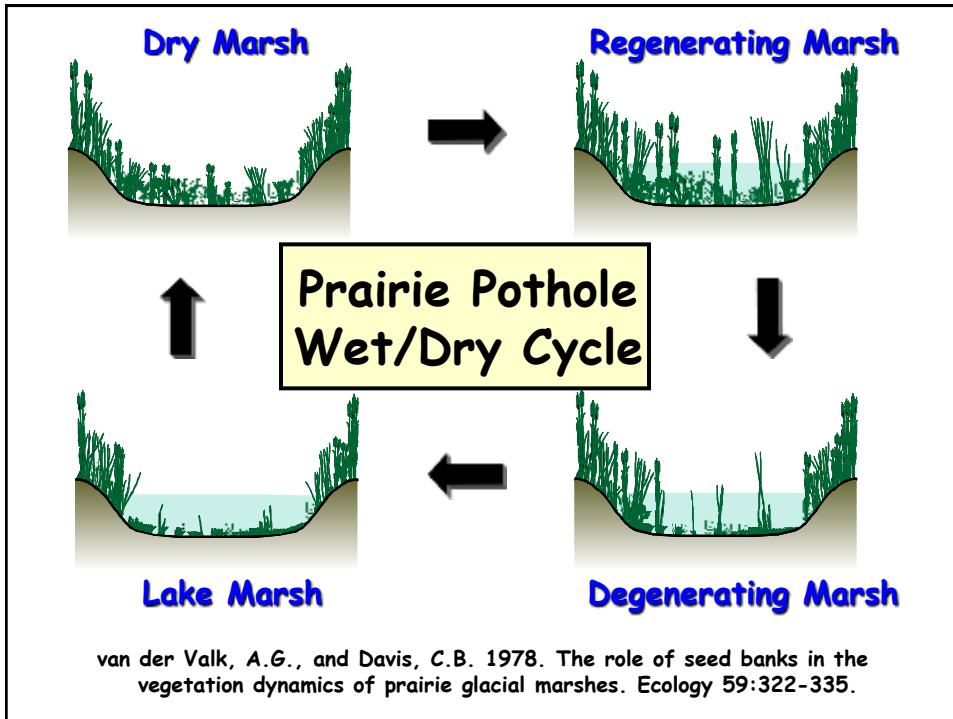 Dry Marsh
Regenerating Marsh
Prairie Pothole
Wet/Dry Cycle
Lake Marsh
Degenerating Marsh
van der Valk, A.G., and Davis, C.B. 1978. The role of seed banks in the
vegetation dynamics of prairie glacial marshes. Ecology 59:322-335.